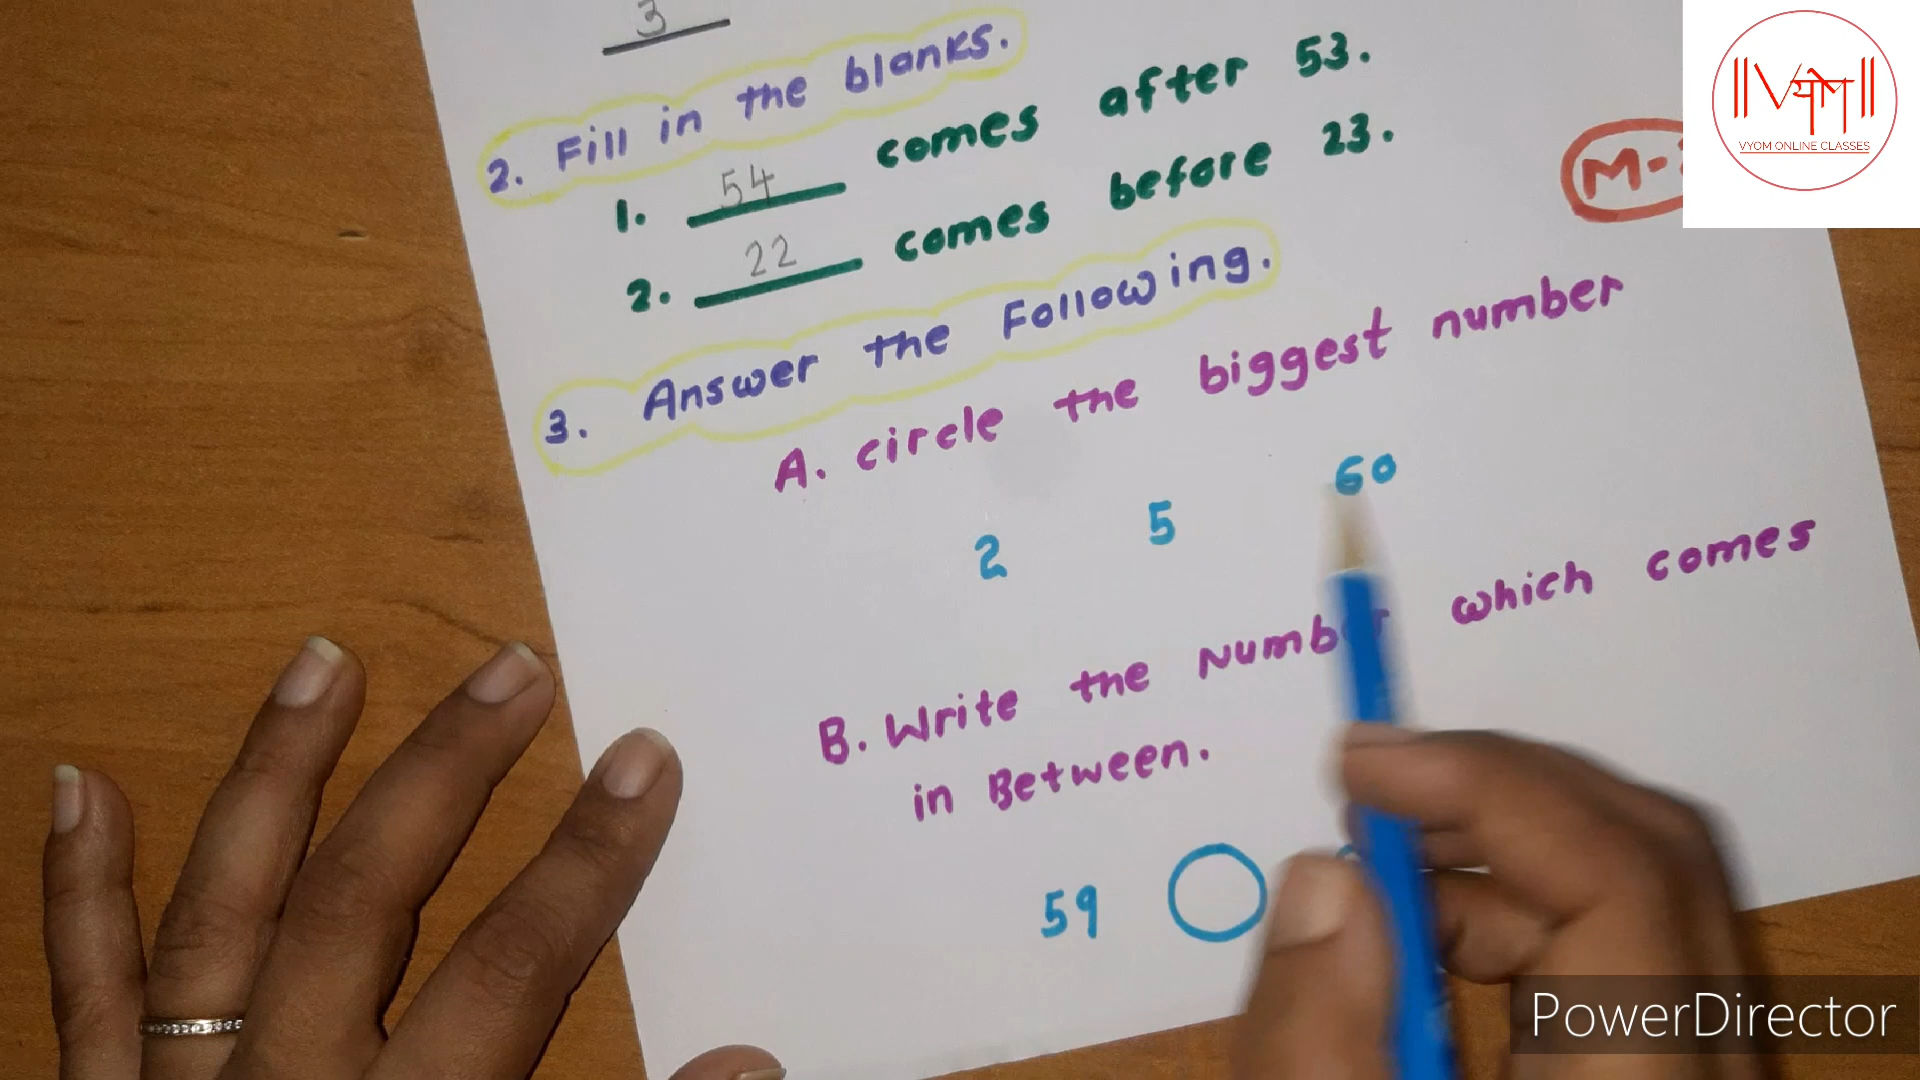 3
2. Fill in the blanks.
1. 54 comes after 53.
2. 22 comes before 23.
M-
3. Answer the Following.
A. circle the biggest number
2 5 60
B. Write the Number which comes
in Between.
59
||व्योम||
VYOM ONLINE CLASSES
PowerDirector